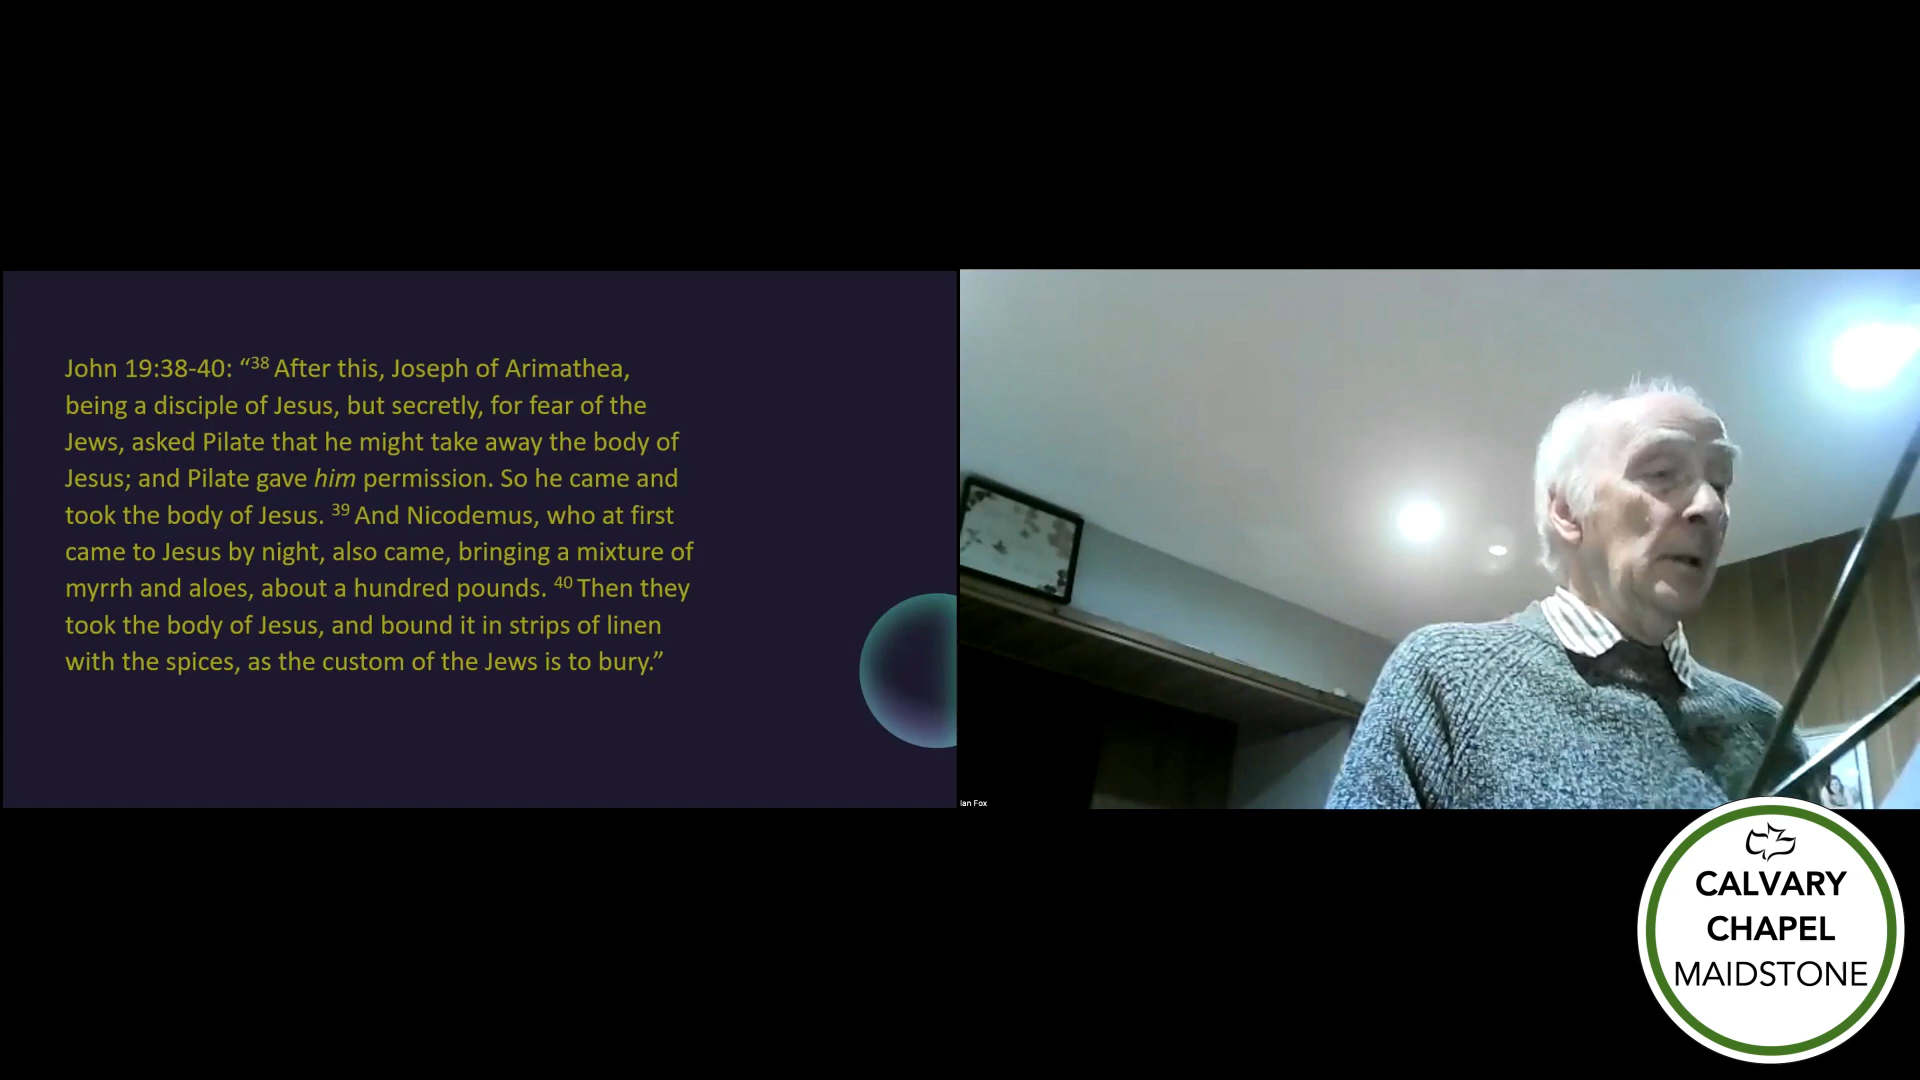 John 19:38-40: “38 After this, Joseph of Arimathea,
being a disciple of Jesus, but secretly, for fear of the
Jews, asked Pilate that he might take away the body of
Jesus; and Pilate gave him permission. So he came and
took the body of Jesus. 39 And Nicodemus, who at first
came to Jesus by night, also came, bringing a mixture of
myrrh and aloes, about a hundred pounds. 40 Then they
took the body of Jesus, and bound it in strips of linen
with the spices, as the custom of the Jews is to bury.”
Ian Fox
CALVARY
CHAPEL
MAIDSTONE